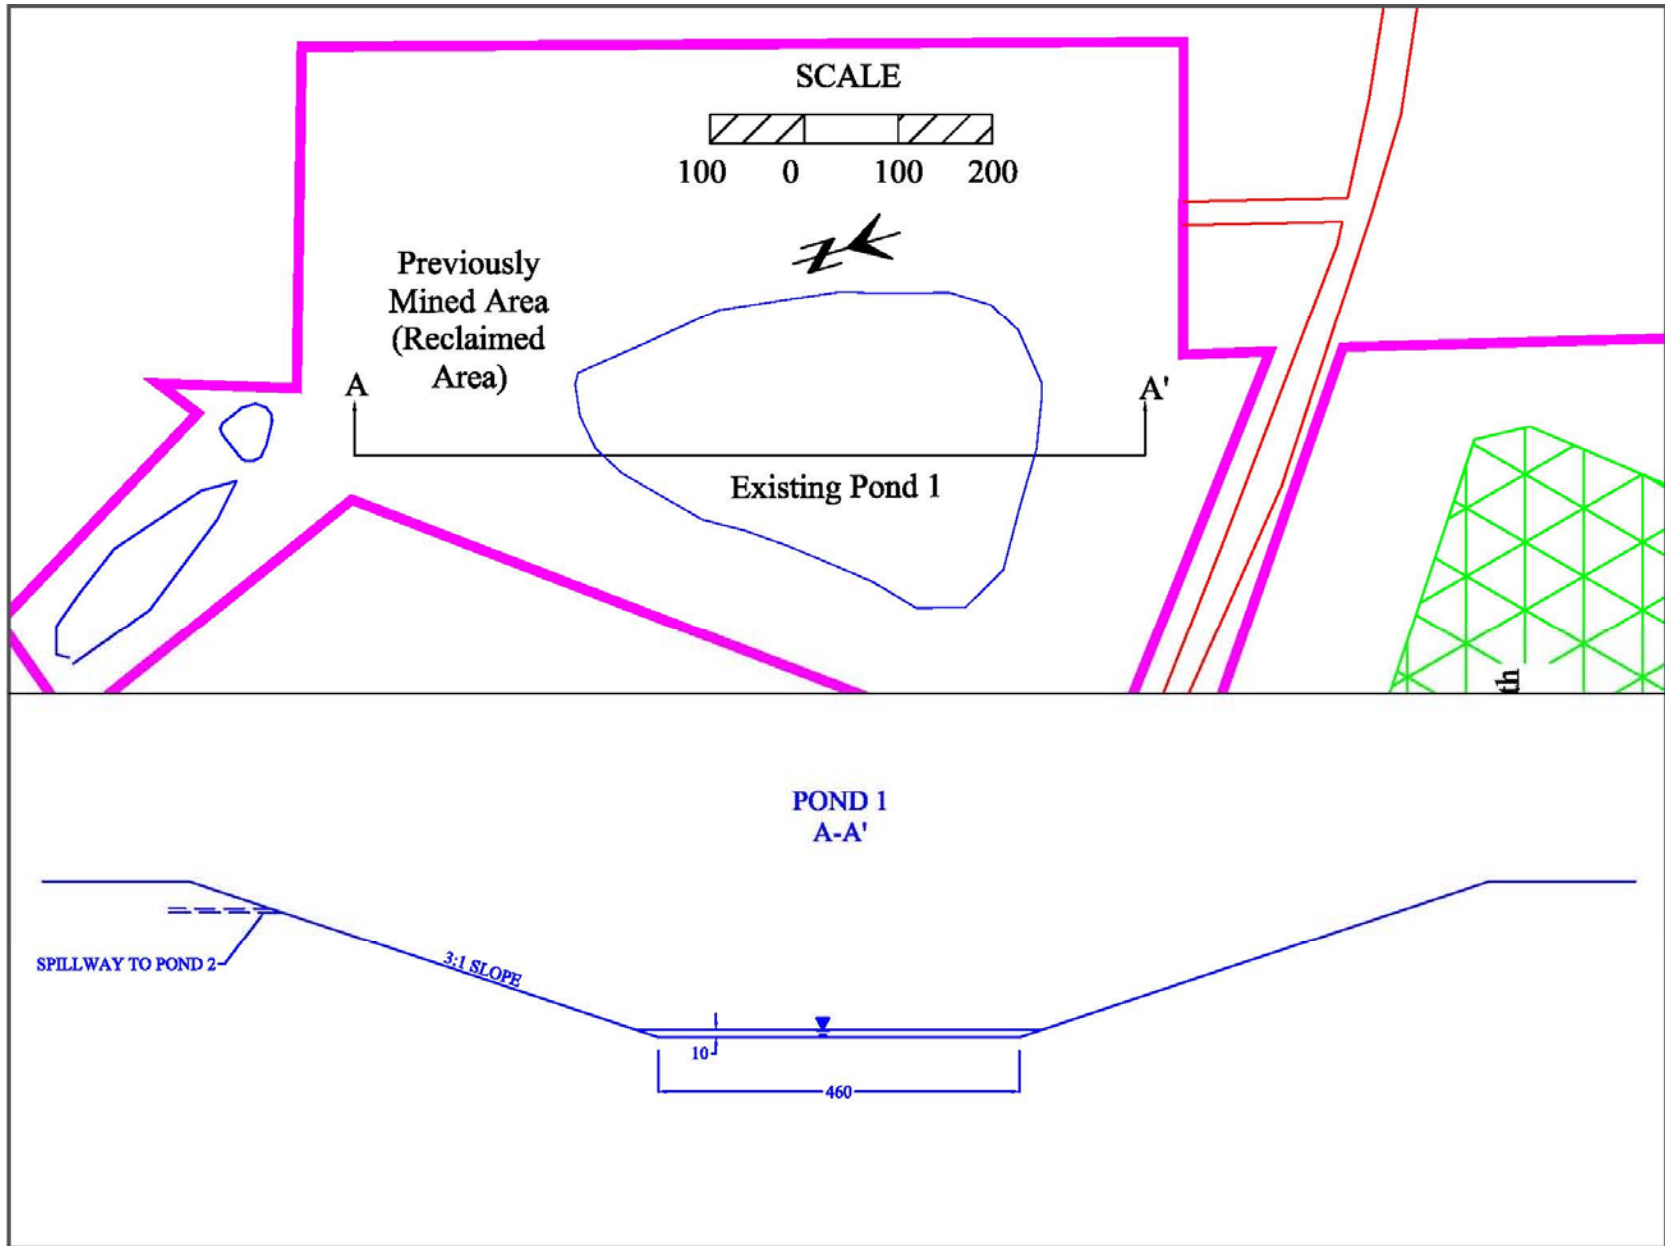 SCALE
100 0 100 200
N
Previously
Mined Area
(Reclaimed
Area)
A
A'
Existing Pond 1
th
POND 1
A-A'
SPILLWAY TO POND 2
3:1 SLOPE
10
460